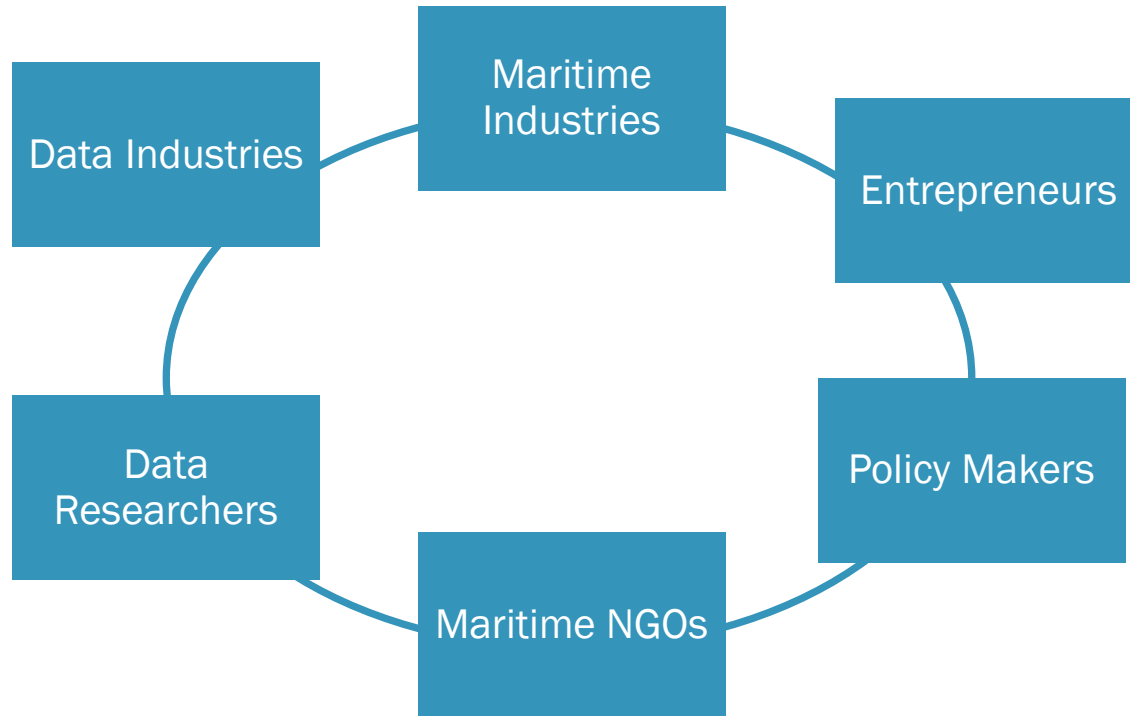 Maritime
Industries
Data Industries
Entrepreneurs
Data
Researchers
Policy Makers
Maritime NGOs